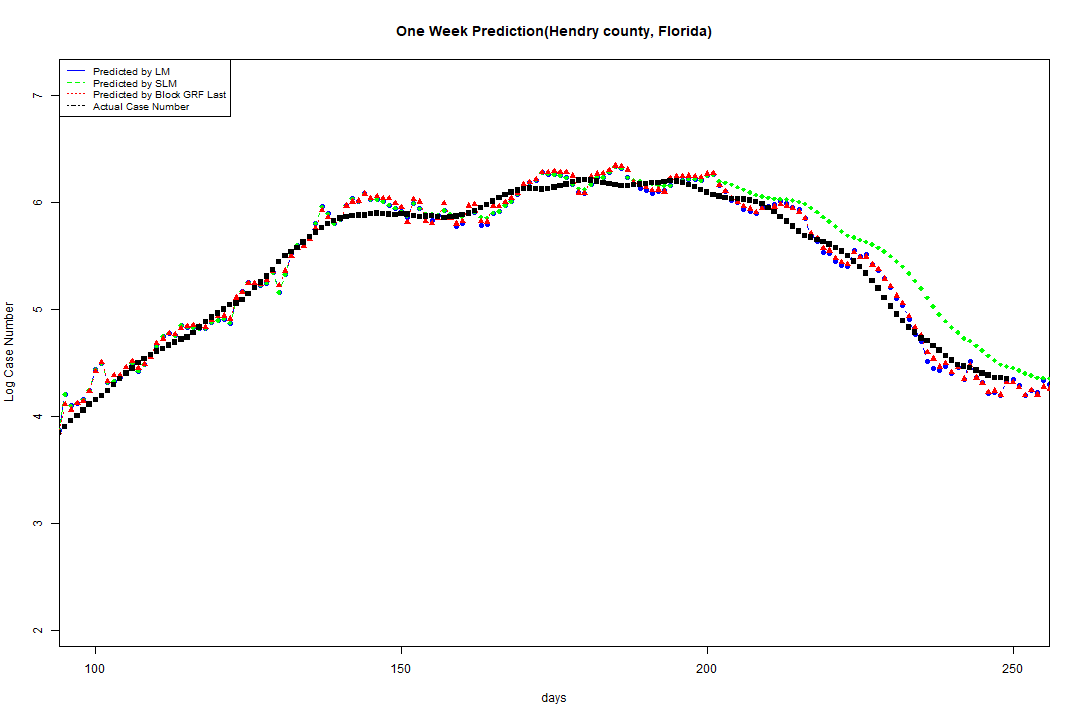 One Week Prediction(Hendry county, Florida)
Predicted by LM
Predicted by SLM
Predicted by Block GRF Last
Actual Case Number
7
6
5
4
3
2
Log Case Number
100 150 200 250
days